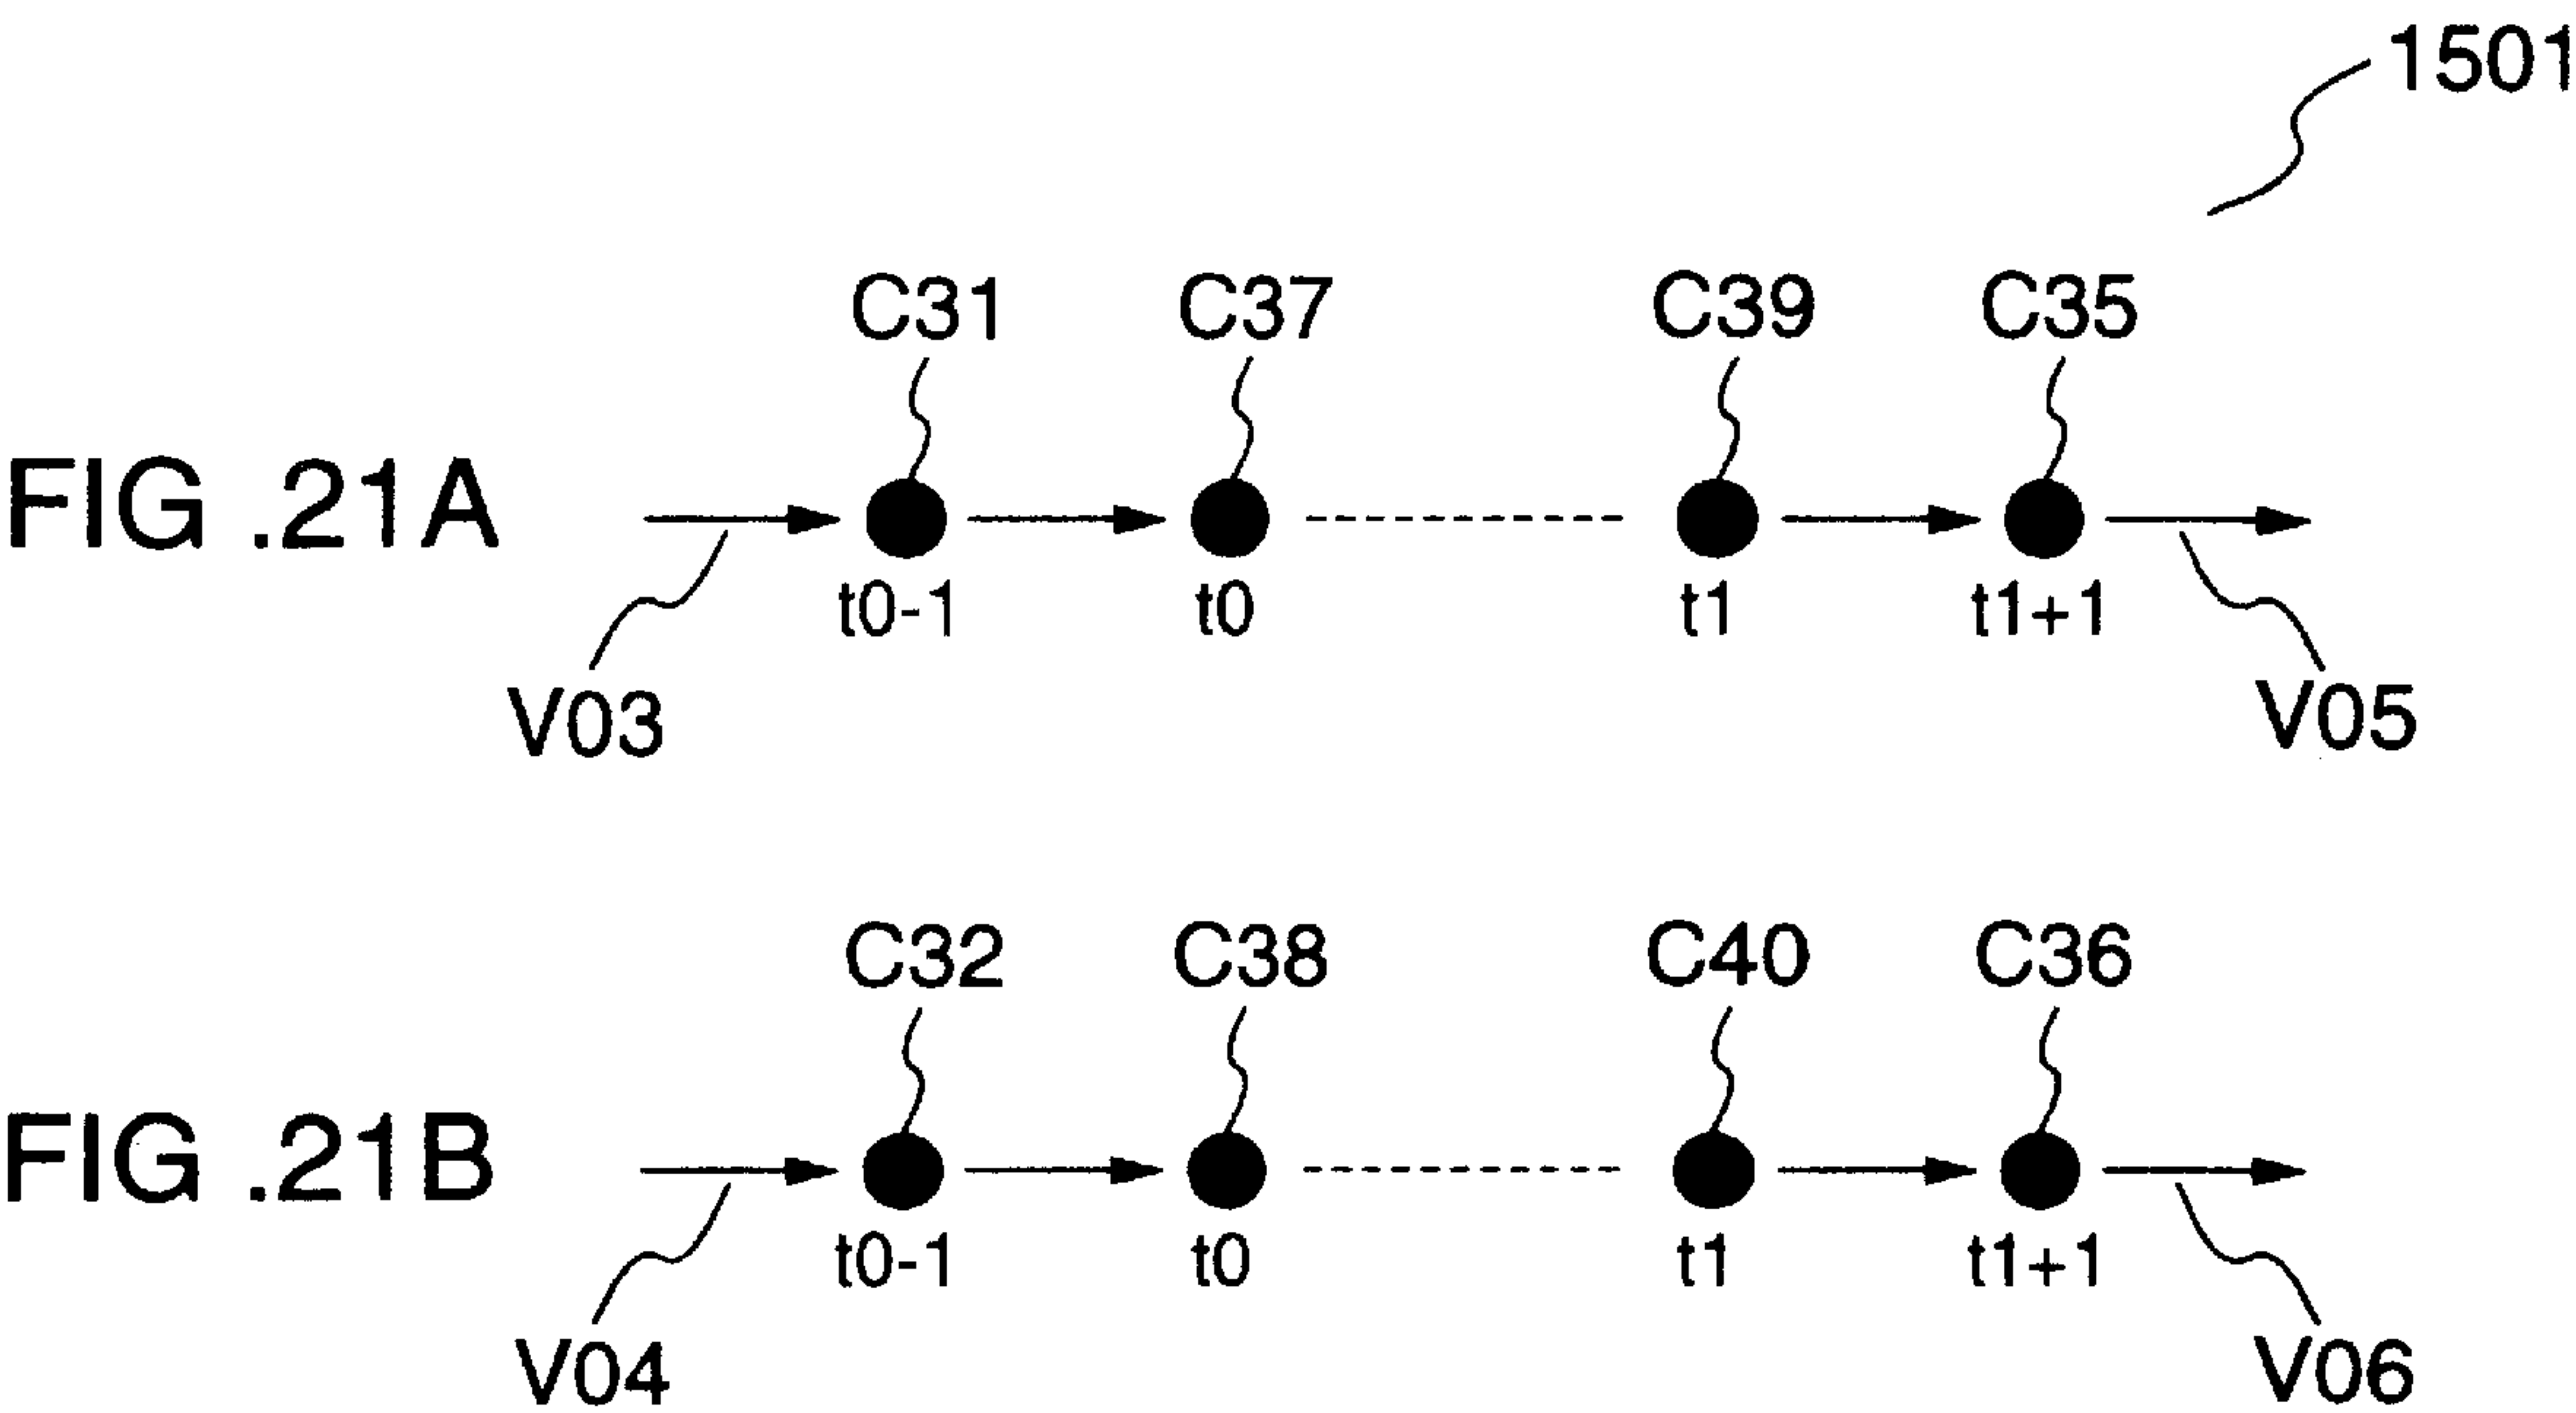 1501
C31 C37 C39 C35
FIG .21A
t0-1 t0 t1 t1+1
V03 V05
C32 C38 C40 C36
FIG .21B
t0-1 t0 t1 t1+1
V04 V06